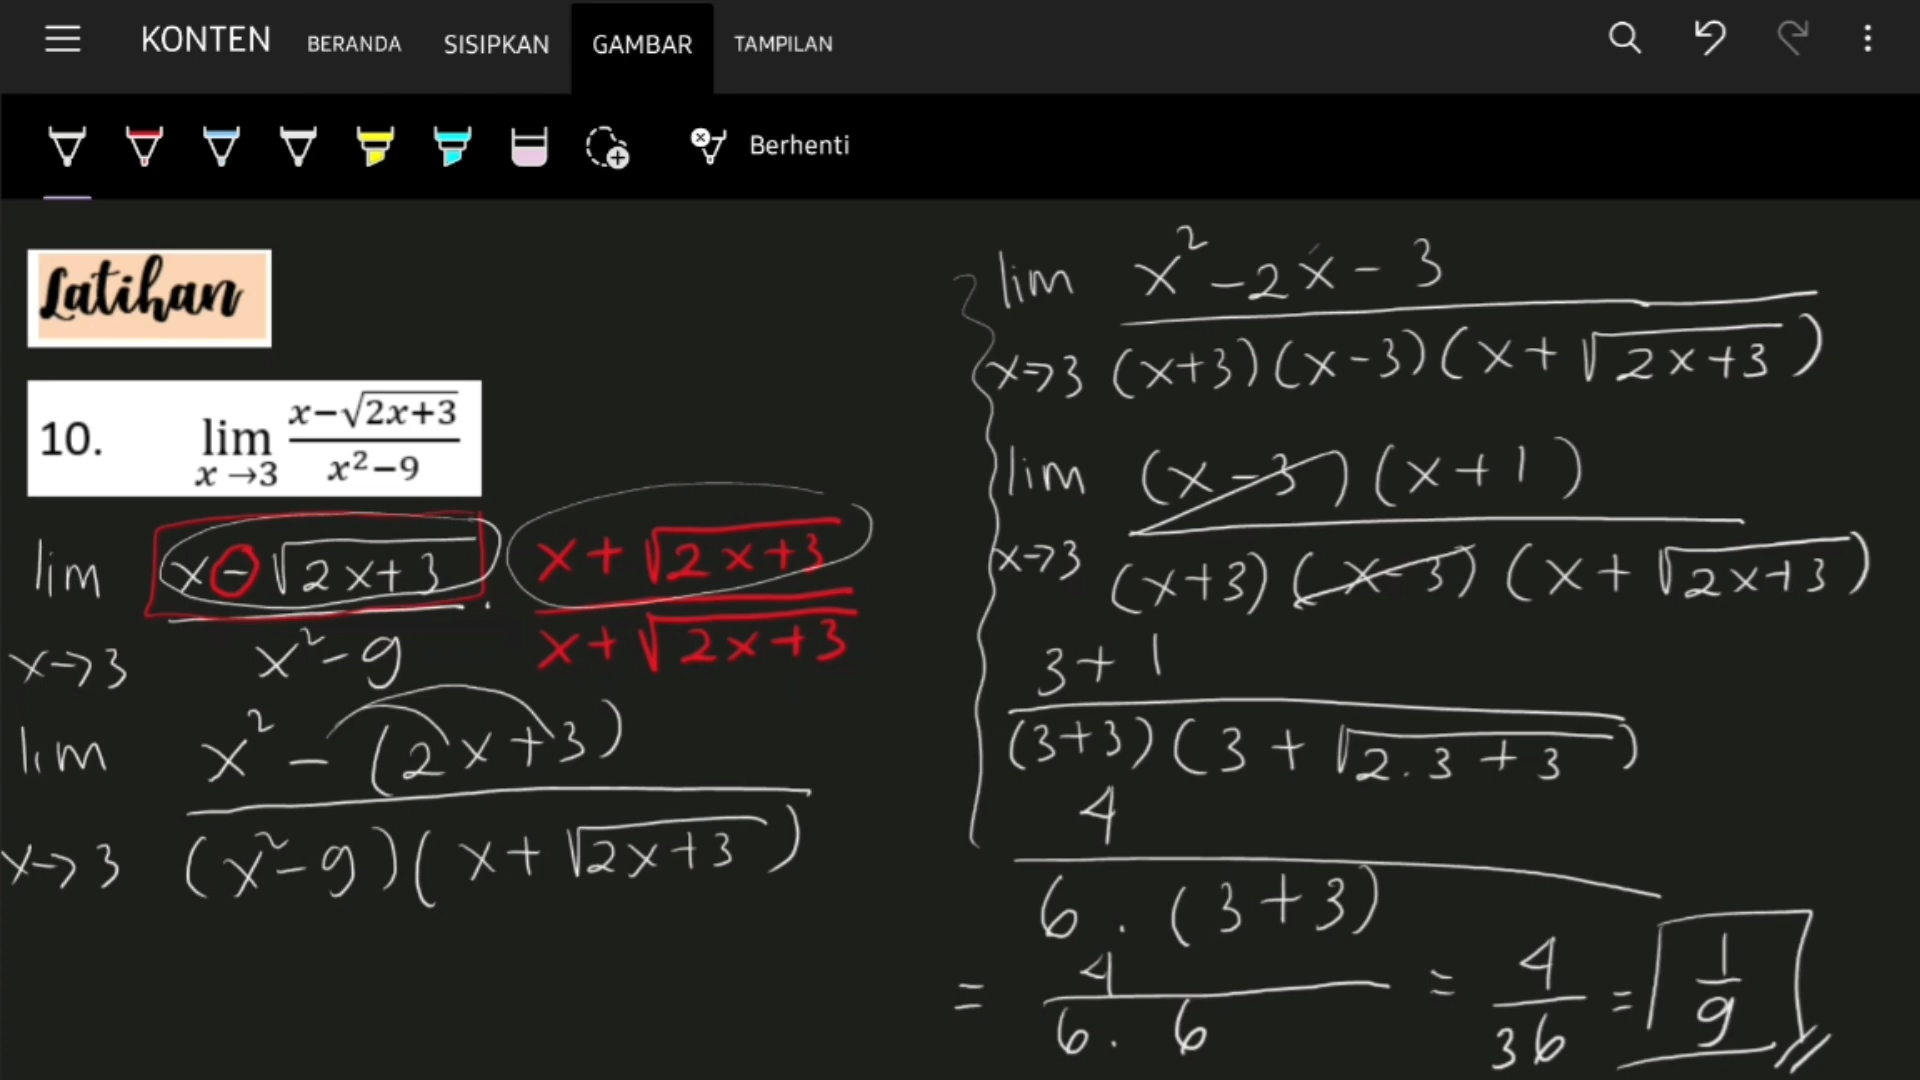 KONTEN BERANDA SISIPKAN GAMBAR TAMPILAN
Berhenti
Latihan
10. lim x→3 (x−√(2x+3))/(x²−9)
lim x→3 (x − √(2x+3))/(x²−9) · (x+√(2x+3))/(x+√(2x+3))
lim x→3 (x² − (2x+3))/((x²−9)(x+√(2x+3)))
lim x→3 (x²−2x−3)/((x+3)(x−3)(x+√(2x+3)))
lim x→3 ((x−3)(x+1))/((x+3)(x−3)(x+√(2x+3)))
(3+1)/((3+3)(3+√(2.3+3)))
4/(6.(3+3))
= 4/(6.6) = 4/36 = 1/9